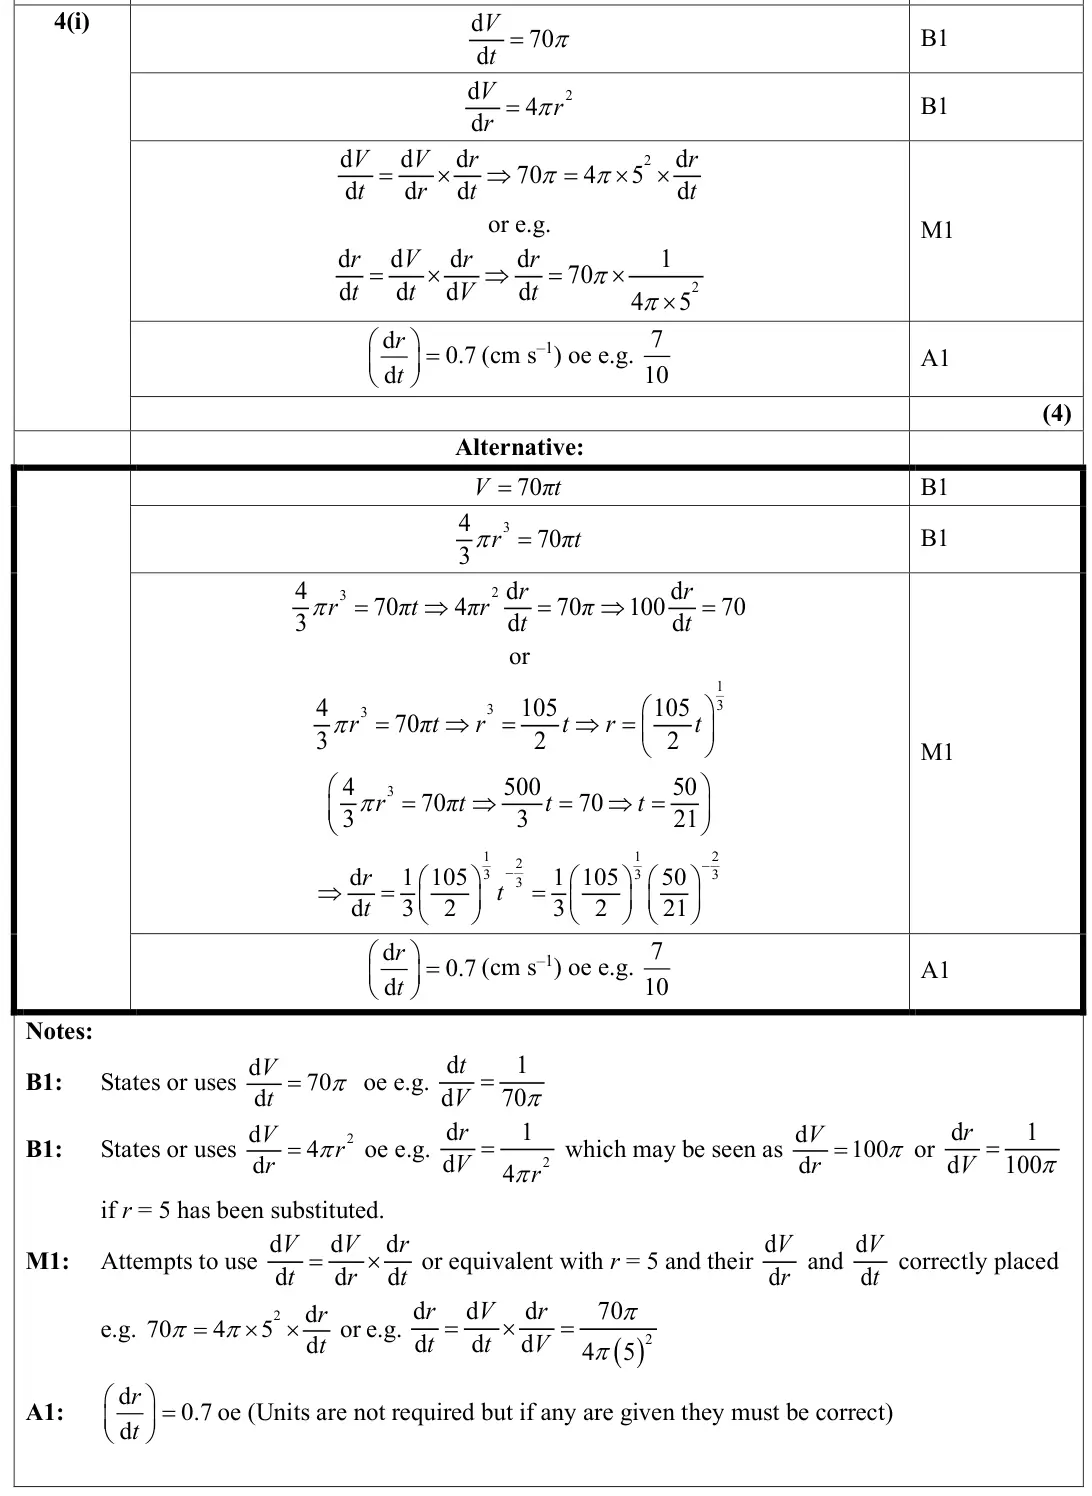 4(i)
dV/dt = 70π B1
dV/dr = 4πr² B1
dV/dt = dV/dr × dr/dt ⇒ 70π = 4π × 5² × dr/dt
or e.g.
dr/dt = dV/dt × dr/dV ⇒ dr/dt = 70π × 1/(4π × 5²)
M1
(dr/dt) = 0.7 (cm s⁻¹) oe e.g. 7/10 A1
(4)
Alternative:
V = 70πt B1
4/3 πr³ = 70πt B1
4/3 πr³ = 70πt ⇒ 4πr² dr/dt = 70π ⇒ 100 dr/dt = 70
or
4/3 πr³ = 70πt ⇒ r³ = 105/2 t ⇒ r = (105/2 t)^(1/3)
(4/3 πr³ = 70πt ⇒ 500/3 t = 70 ⇒ t = 50/21)
⇒ dr/dt = 1/3 (105/2)^(1/3) t^(−2/3) = 1/3 (105/2)^(1/3) (50/21)^(−2/3)
M1
(dr/dt) = 0.7 (cm s⁻¹) oe e.g. 7/10 A1
Notes:
B1: States or uses dV/dt = 70π oe e.g. dt/dV = 1/(70π)
B1: States or uses dV/dr = 4πr² oe e.g. dr/dV = 1/(4πr²) which may be seen as dV/dr = 100π or dr/dV = 1/(100π)
if r = 5 has been substituted.
M1: Attempts to use dV/dt = dV/dr × dr/dt or equivalent with r = 5 and their dV/dr and dV/dt correctly placed
e.g. 70π = 4π × 5² × dr/dt or e.g. dr/dt = dV/dt × dr/dV = 70π/(4π(5)²)
A1: (dr/dt) = 0.7 oe (Units are not required but if any are given they must be correct)